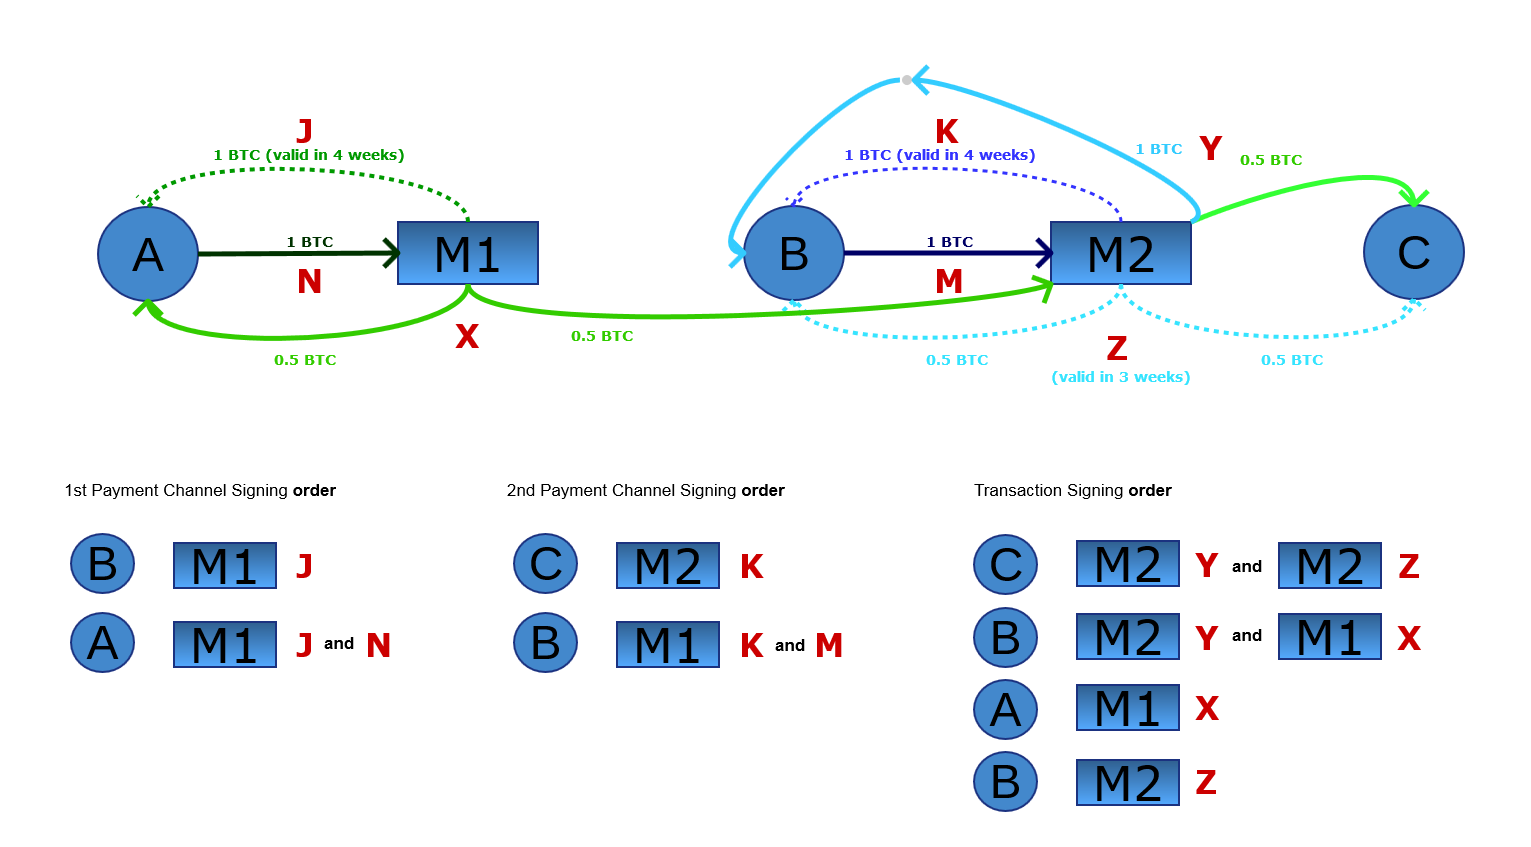 J
1 BTC (valid in 4 weeks)
K
1 BTC (valid in 4 weeks)
1 BTC
Y
0.5 BTC
A
1 BTC
N
M1
B
1 BTC
M
M2
C
X
0.5 BTC
0.5 BTC
0.5 BTC
Z
(valid in 3 weeks)
0.5 BTC
1st Payment Channel Signing order
B M1 J
A M1 J and N
2nd Payment Channel Signing order
C M2 K
B M1 K and M
Transaction Signing order
C M2 Y and M2 Z
B M2 Y and M1 X
A M1 X
B M2 Z